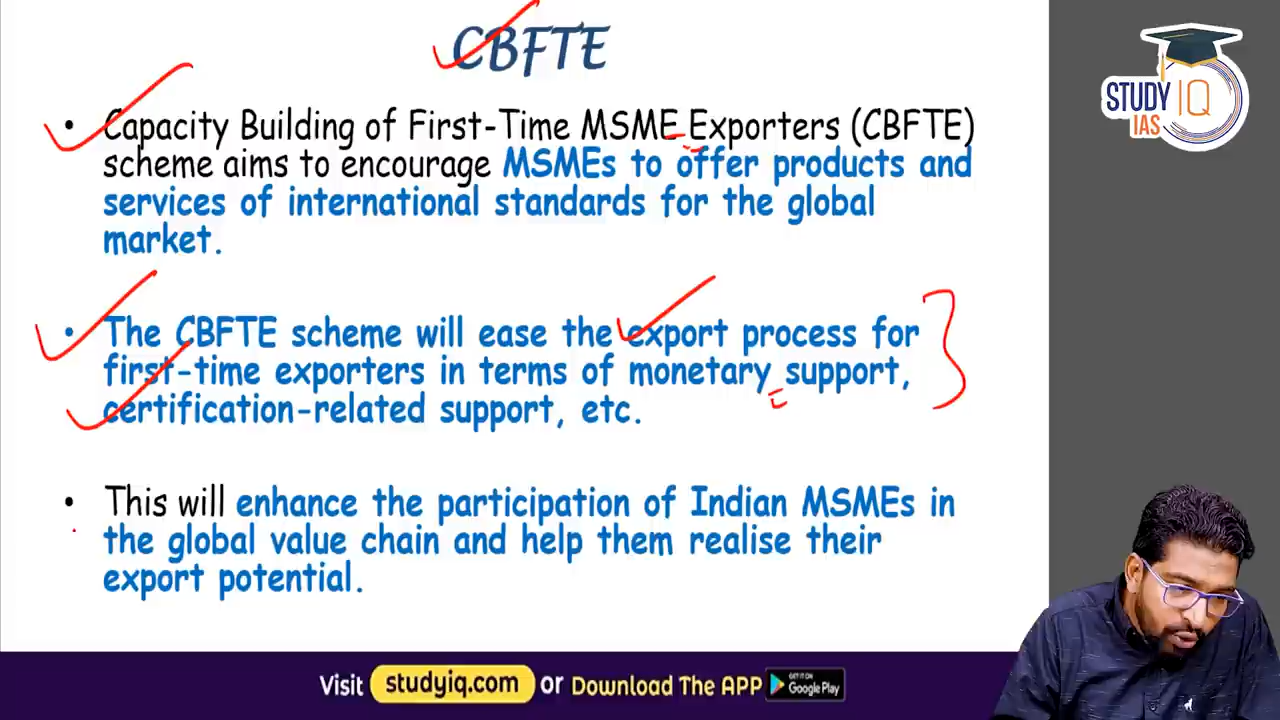 CBFTE
• Capacity Building of First-Time MSME Exporters (CBFTE)
scheme aims to encourage MSMEs to offer products and
services of international standards for the global
market.
• The CBFTE scheme will ease the export process for
first-time exporters in terms of monetary support,
certification-related support, etc.
• This will enhance the participation of Indian MSMEs in
the global value chain and help them realise their
export potential.
STUDY IQ
IAS
Visit studyiq.com or Download The APP GET IT ON Google Play